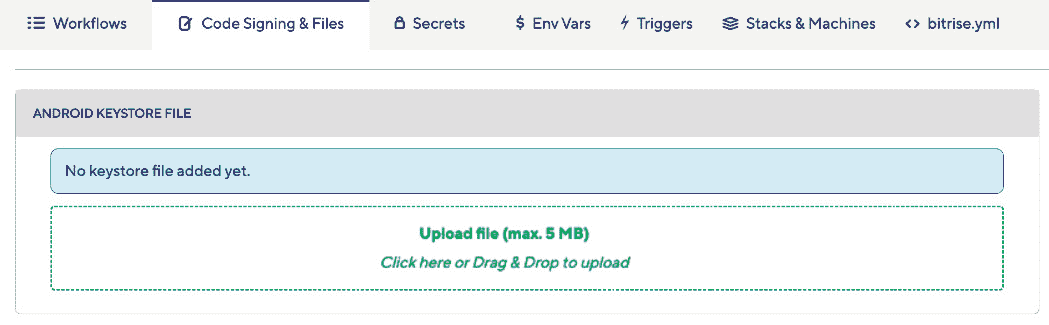 Workflows Code Signing & Files Secrets $ Env Vars Triggers Stacks & Machines <> bitrise.yml
ANDROID KEYSTORE FILE
No keystore file added yet.
Upload file (max. 5 MB)
Click here or Drag & Drop to upload